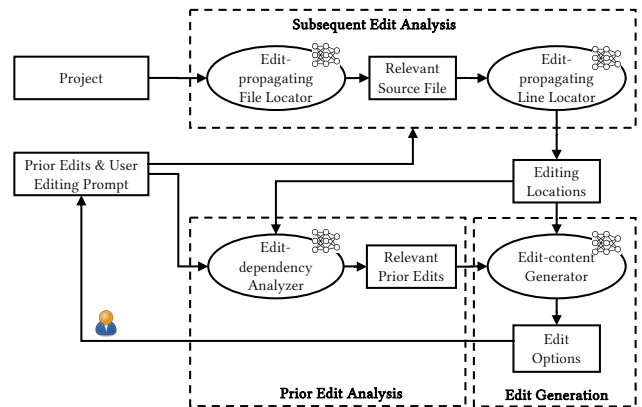 Subsequent Edit Analysis
Project
Edit-
propagating
File Locator
Relevant
Source File
Edit-
propagating
Line Locator
Prior Edits & User
Editing Prompt
Editing
Locations
Edit-
dependency
Analyzer
Relevant
Prior Edits
Edit-content
Generator
Edit
Options
Prior Edit Analysis
Edit Generation